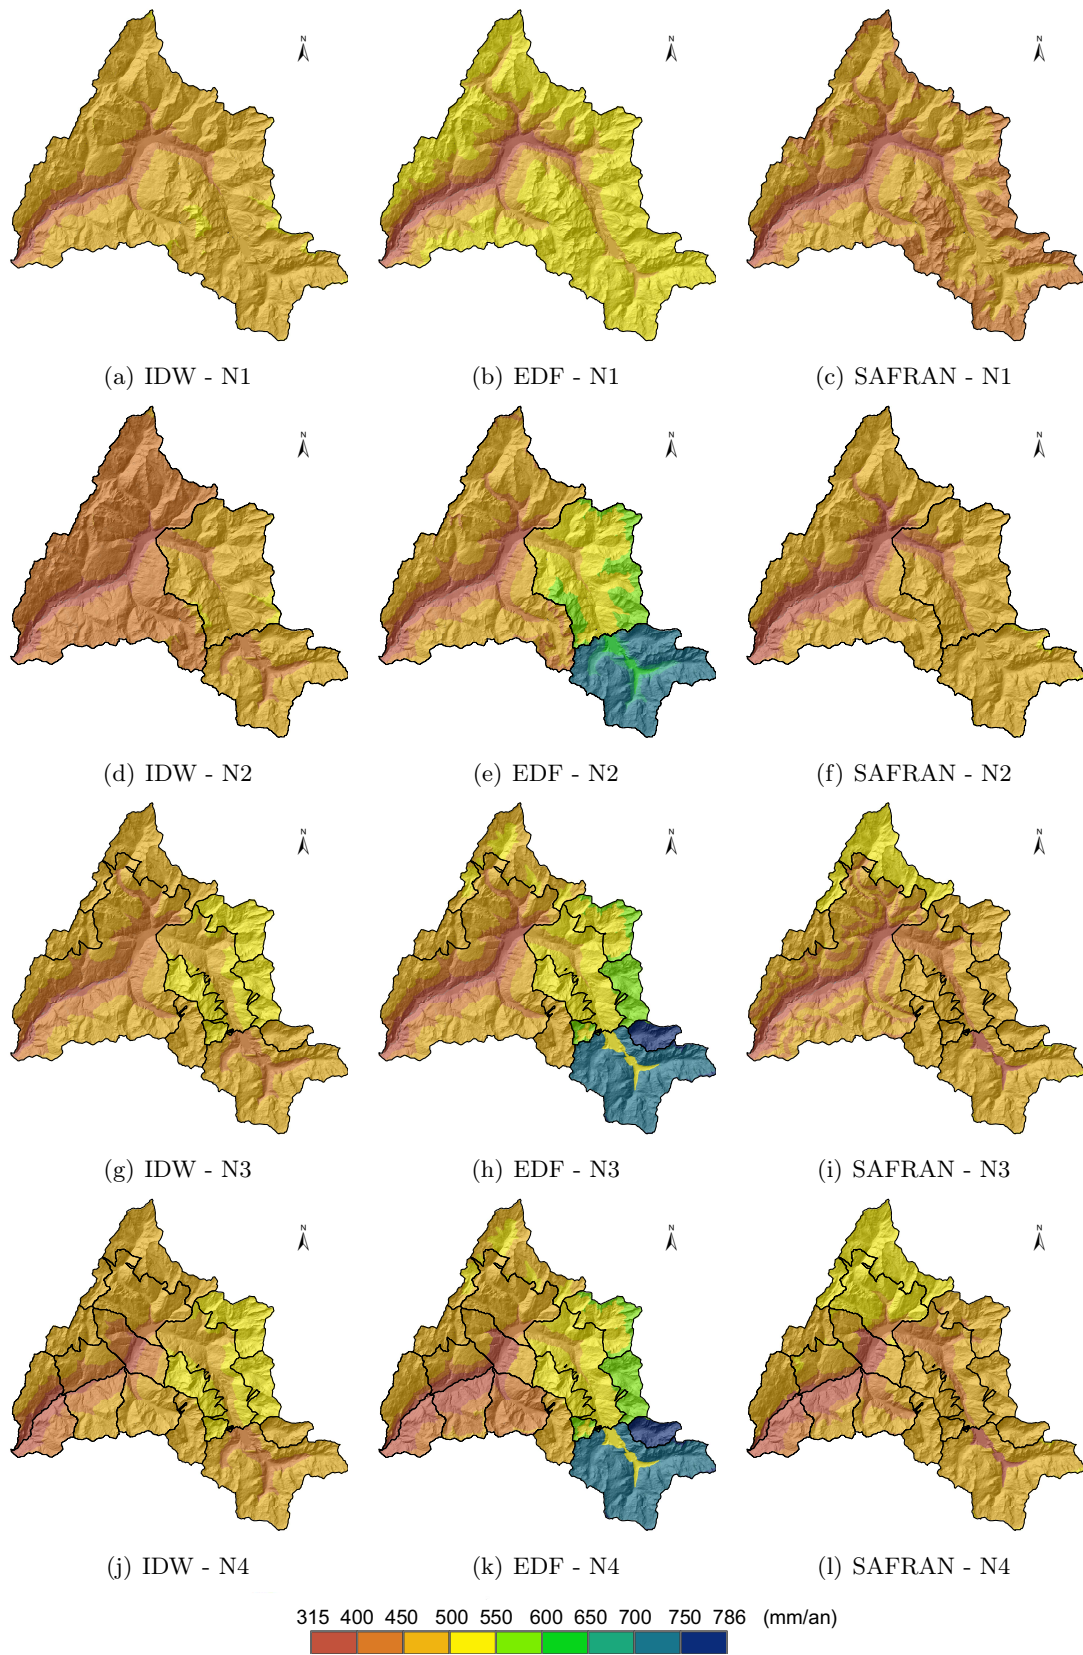 N N N
(a) IDW - N1 (b) EDF - N1 (c) SAFRAN - N1
N N N
(d) IDW - N2 (e) EDF - N2 (f) SAFRAN - N2
N N N
(g) IDW - N3 (h) EDF - N3 (i) SAFRAN - N3
N N N
(j) IDW - N4 (k) EDF - N4 (l) SAFRAN - N4
315 400 450 500 550 600 650 700 750 786 (mm/an)